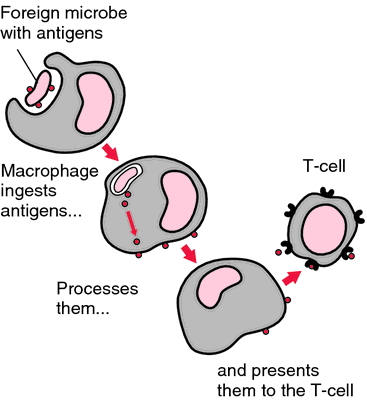 Foreign microbe
with antigens
Macrophage
ingests
antigens...
T-cell
Processes
them...
and presents
them to the T-cell